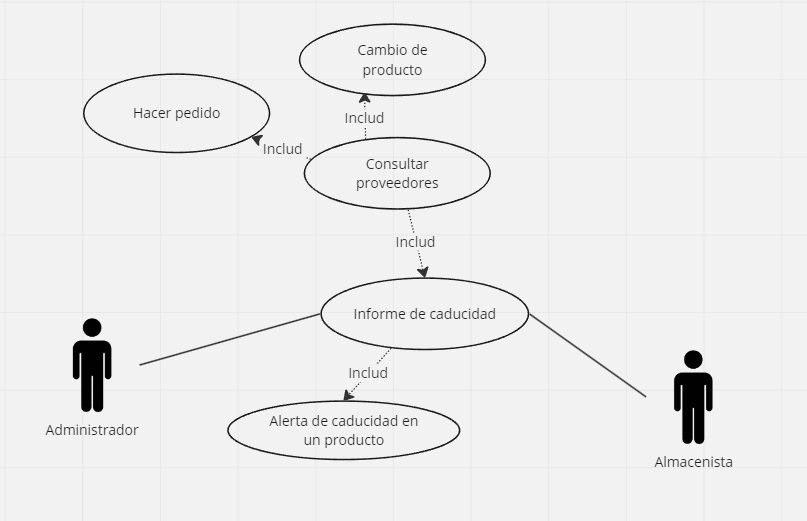 Cambio de
producto
Hacer pedido
Includ
Includ
Consultar
proveedores
Includ
Informe de caducidad
Includ
Alerta de caducidad en
un producto
Administrador
Almacenista